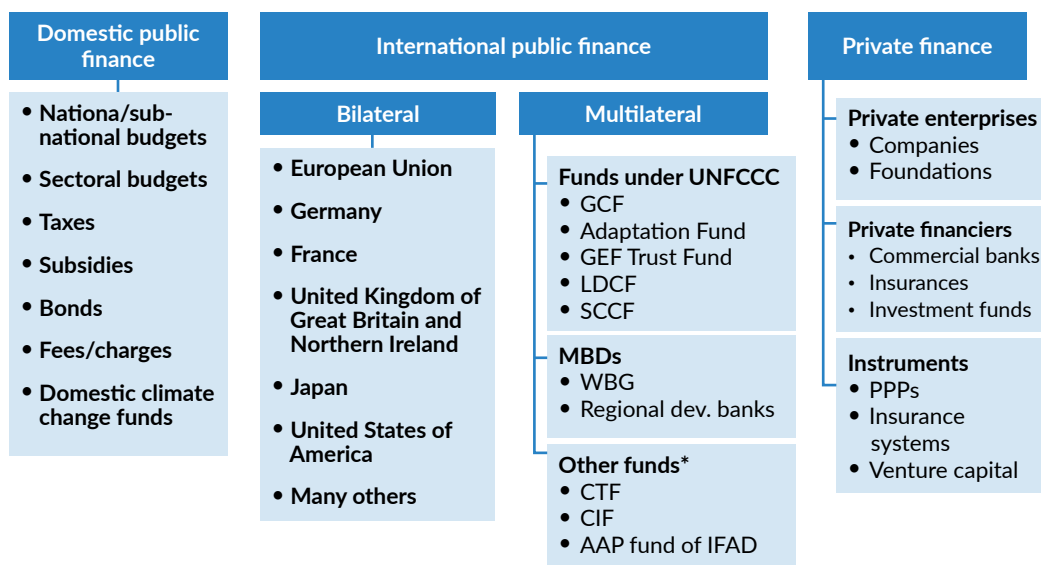 Domestic public
finance
• Nationa/sub-
national budgets
• Sectoral budgets
• Taxes
• Subsidies
• Bonds
• Fees/charges
• Domestic climate
change funds
International public finance
Bilateral
• European Union
• Germany
• France
• United Kingdom of
Great Britain and
Northern Ireland
• Japan
• United States of
America
• Many others
Multilateral
Funds under UNFCCC
• GCF
• Adaptation Fund
• GEF Trust Fund
• LDCF
• SCCF
MBDs
• WBG
• Regional dev. banks
Other funds*
• CTF
• CIF
• AAP fund of IFAD
Private finance
Private enterprises
• Companies
• Foundations
Private financiers
• Commercial banks
• Insurances
• Investment funds
Instruments
• PPPs
• Insurance
systems
• Venture capital